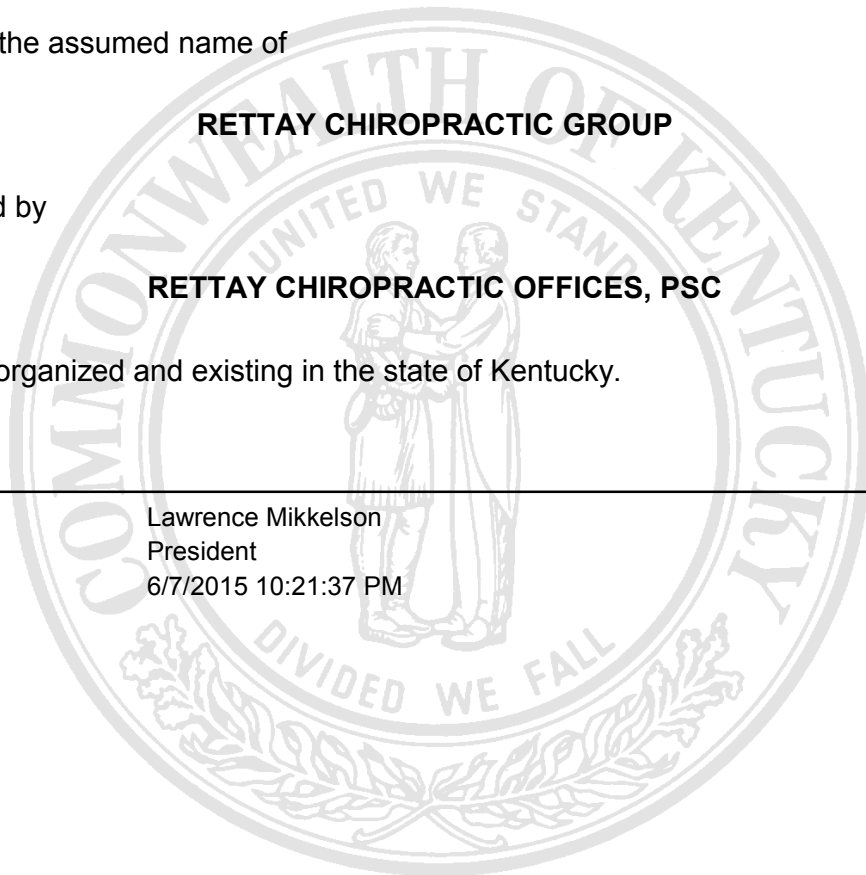 the assumed name of
RETTAY CHIROPRACTIC GROUP
d by
RETTAY CHIROPRACTIC OFFICES, PSC
organized and existing in the state of Kentucky.
Lawrence Mikkelson
President
6/7/2015 10:21:37 PM
COMMONWEALTH OF KENTUCKY
UNITED WE STAND
DIVIDED WE FALL